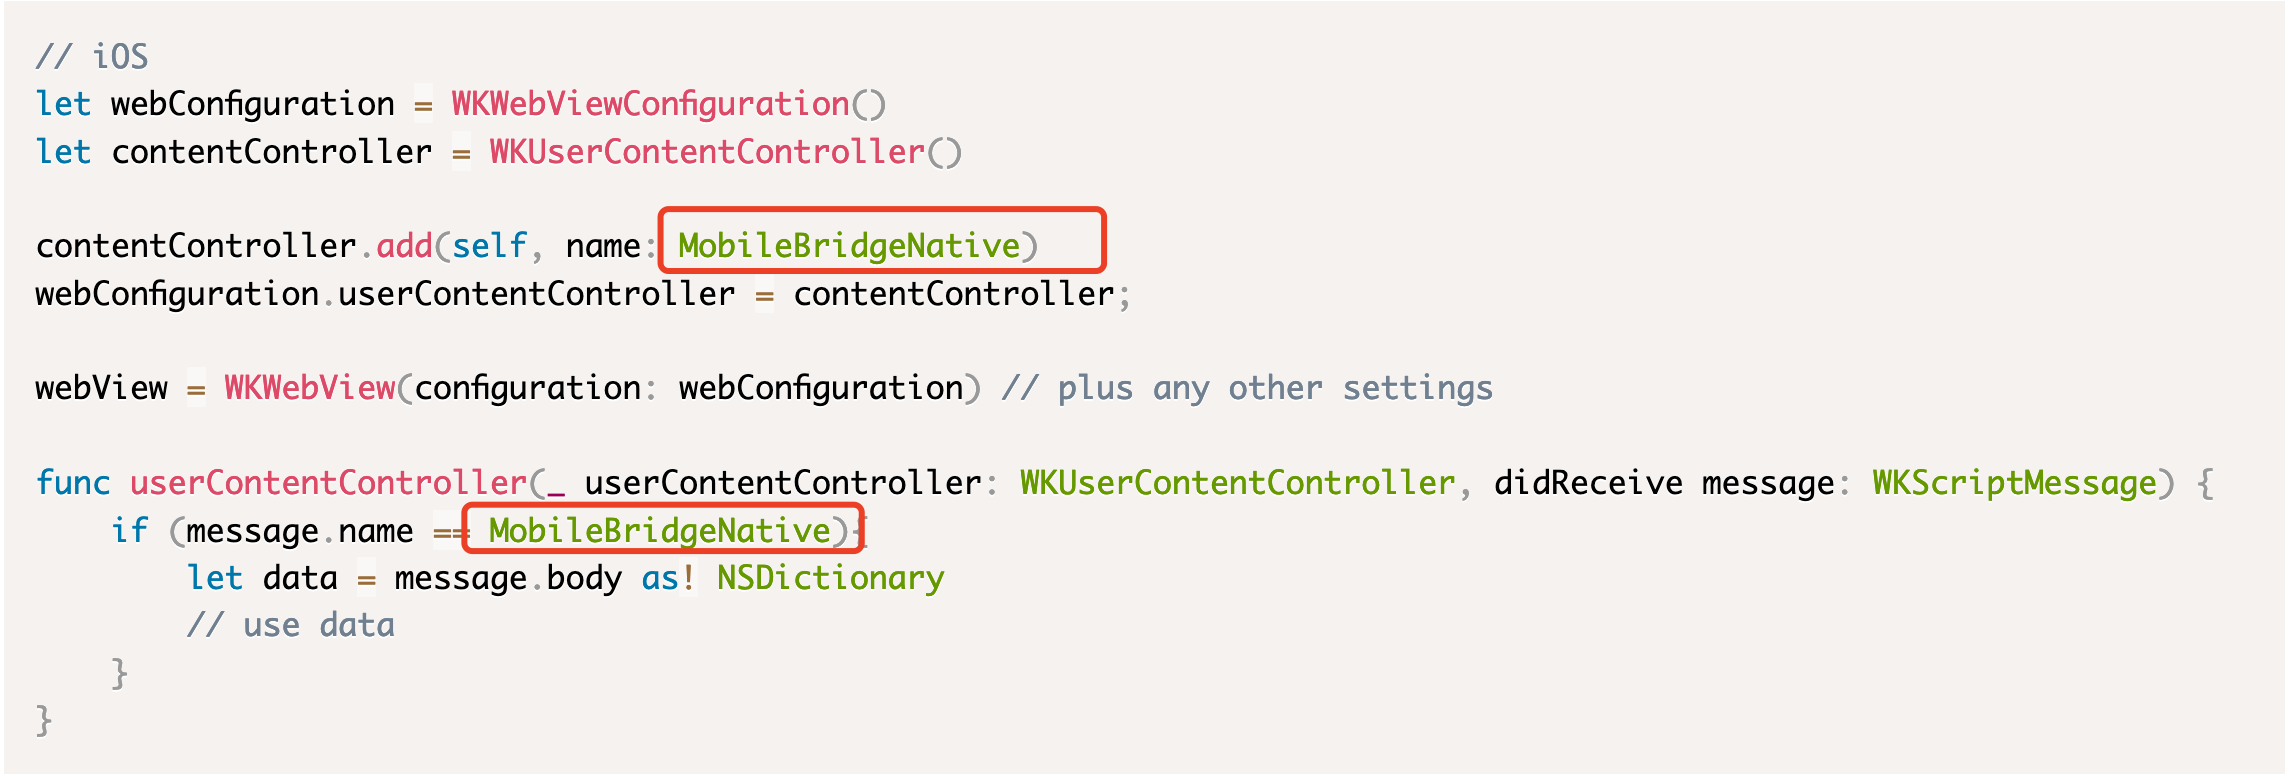 // iOS
let webConfiguration = WKWebViewConfiguration()
let contentController = WKUserContentController()
contentController.add(self, name: MobileBridgeNative)
webConfiguration.userContentController = contentController;
webView = WKWebView(configuration: webConfiguration) // plus any other settings
func userContentController(_ userContentController: WKUserContentController, didReceive message: WKScriptMessage) {
    if (message.name == MobileBridgeNative){
        let data = message.body as! NSDictionary
        // use data
    }
}